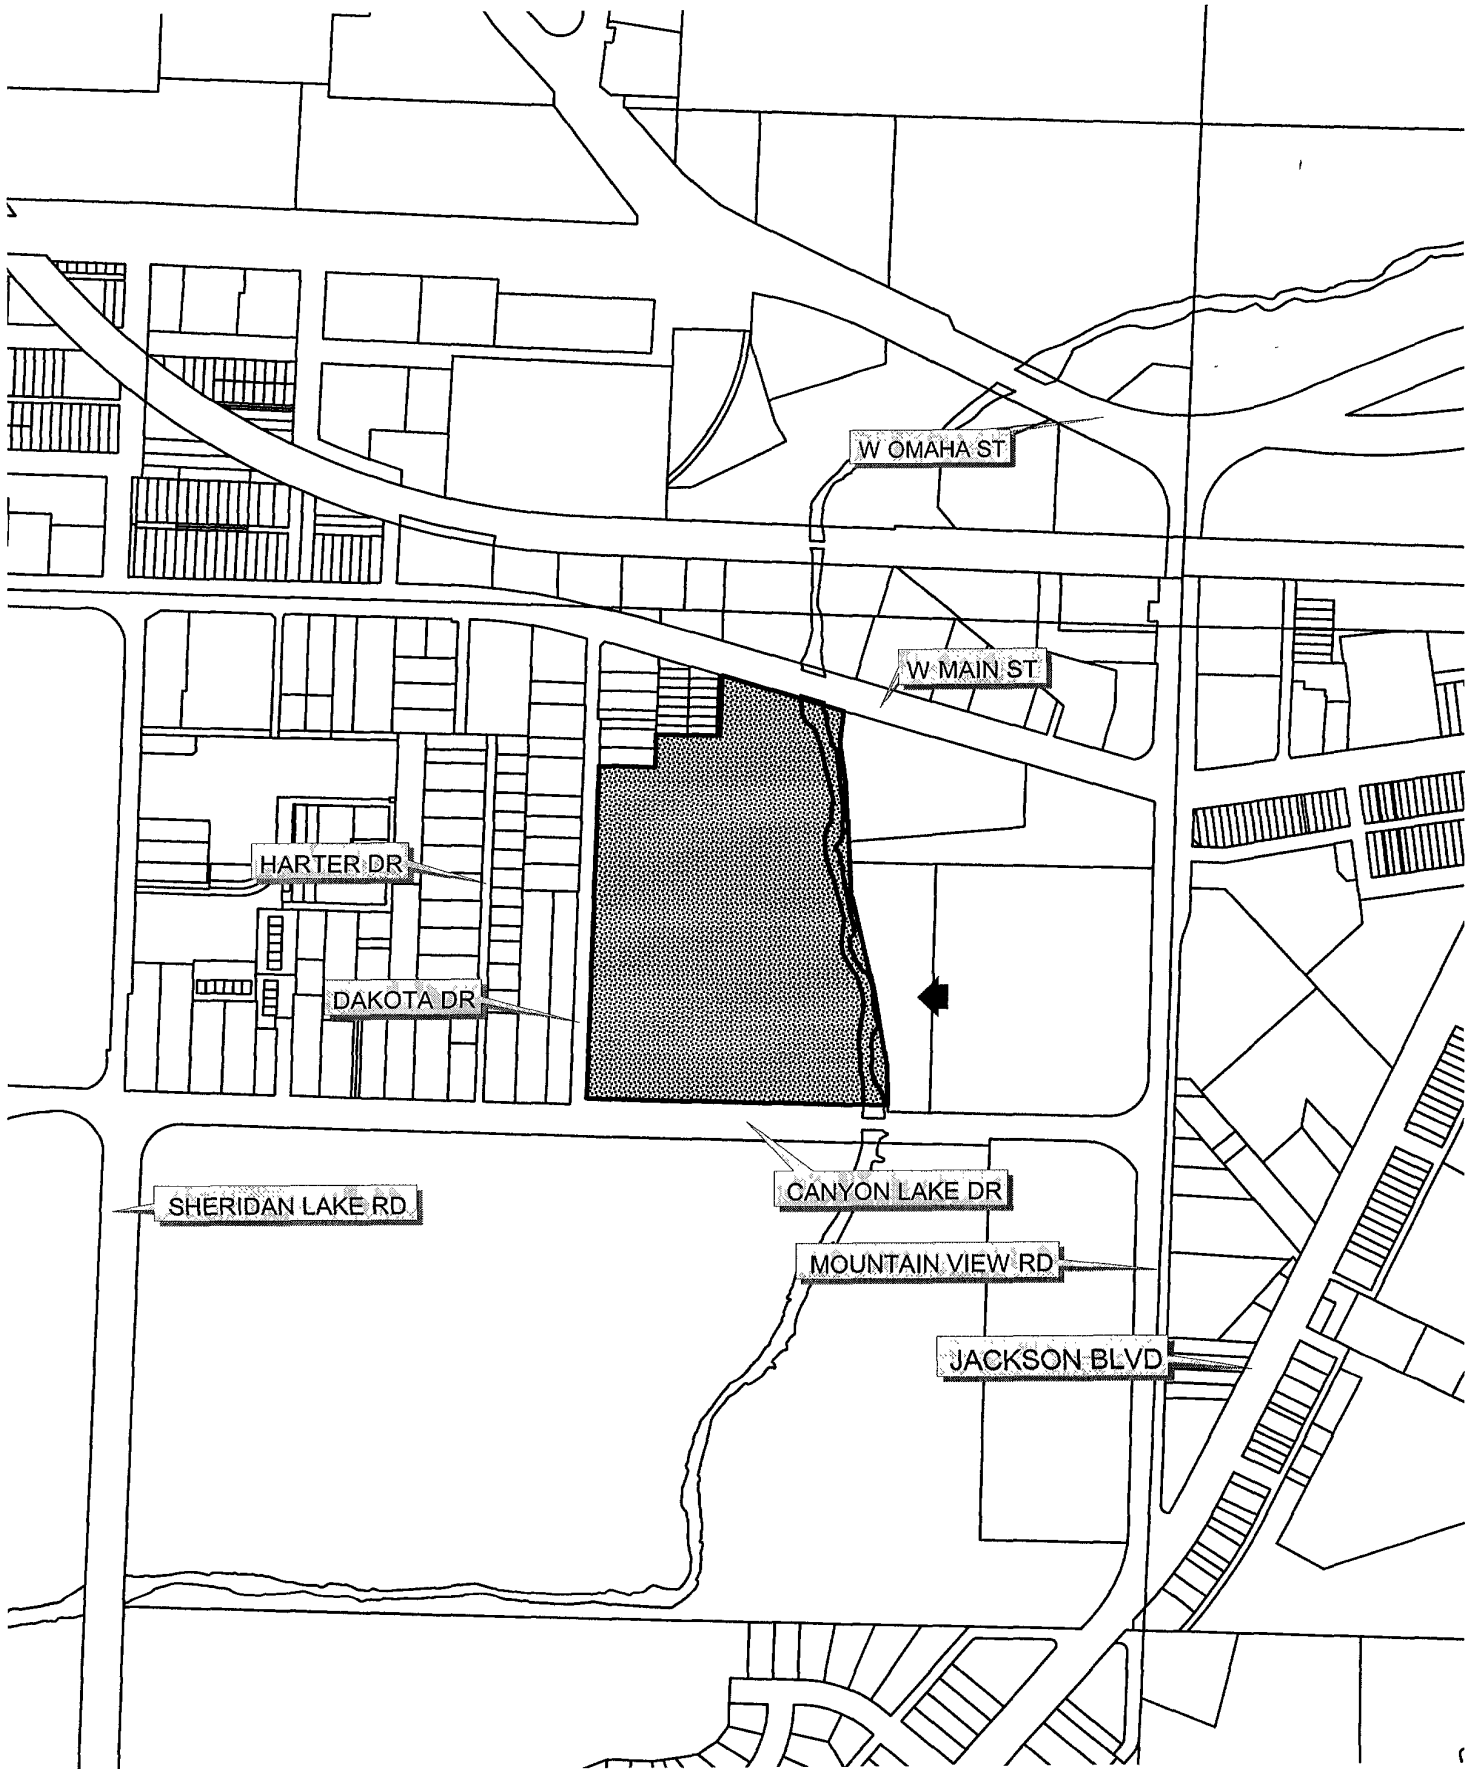 W OMAHA ST
W MAIN ST
HARTER DR
DAKOTA DR
CANYON LAKE DR
SHERIDAN LAKE RD
MOUNTAIN VIEW RD
JACKSON BLVD